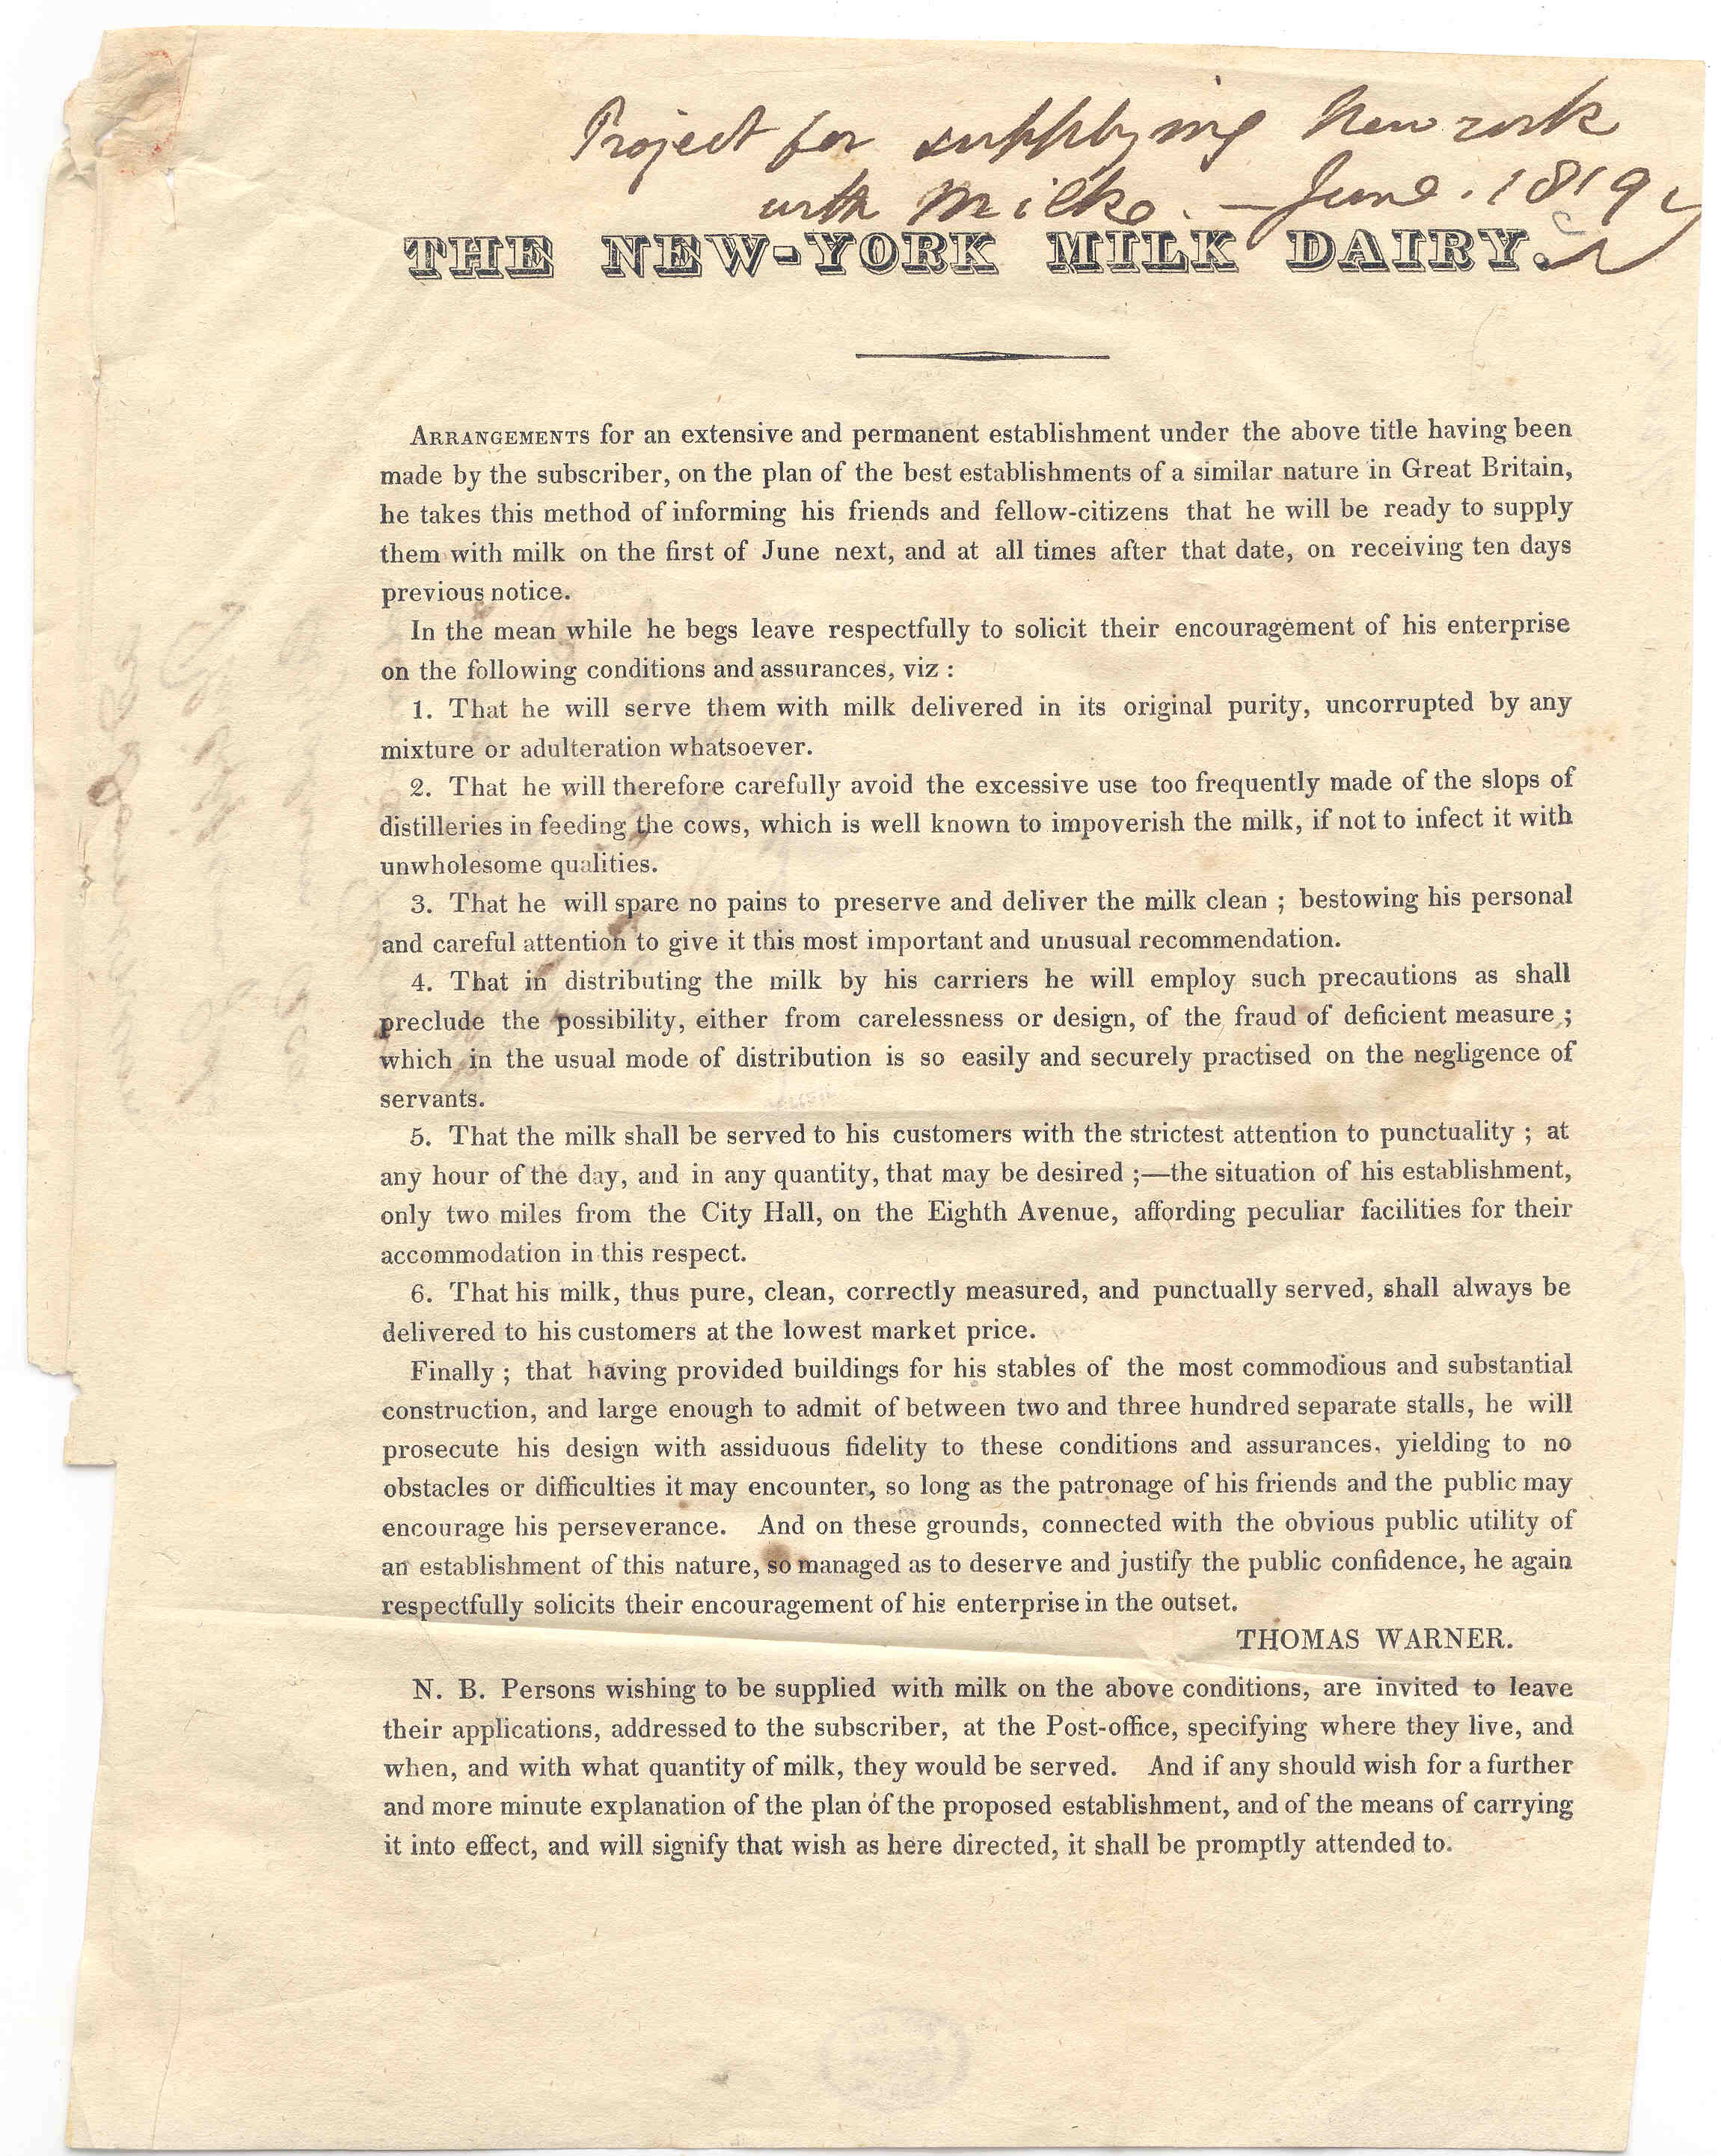 Project for supplying New York
with Milk. — June. 1819
THE NEW-YORK MILK DAIRY.
ARRANGEMENTS for an extensive and permanent establishment under the above title having been
made by the subscriber, on the plan of the best establishments of a similar nature in Great Britain,
he takes this method of informing his friends and fellow-citizens that he will be ready to supply
them with milk on the first of June next, and at all times after that date, on receiving ten days
previous notice.
In the mean while he begs leave respectfully to solicit their encouragement of his enterprise
on the following conditions and assurances, viz :
1. That he will serve them with milk delivered in its original purity, uncorrupted by any
mixture or adulteration whatsoever.
2. That he will therefore carefully avoid the excessive use too frequently made of the slops of
distilleries in feeding the cows, which is well known to impoverish the milk, if not to infect it with
unwholesome qualities.
3. That he will spare no pains to preserve and deliver the milk clean ; bestowing his personal
and careful attention to give it this most important and unusual recommendation.
4. That in distributing the milk by his carriers he will employ such precautions as shall
preclude the possibility, either from carelessness or design, of the fraud of deficient measure ;
which in the usual mode of distribution is so easily and securely practised on the negligence of
servants.
5. That the milk shall be served to his customers with the strictest attention to punctuality ; at
any hour of the day, and in any quantity, that may be desired ;—the situation of his establishment,
only two miles from the City Hall, on the Eighth Avenue, affording peculiar facilities for their
accommodation in this respect.
6. That his milk, thus pure, clean, correctly measured, and punctually served, shall always be
delivered to his customers at the lowest market price.
Finally ; that having provided buildings for his stables of the most commodious and substantial
construction, and large enough to admit of between two and three hundred separate stalls, he will
prosecute his design with assiduous fidelity to these conditions and assurances, yielding to no
obstacles or difficulties it may encounter, so long as the patronage of his friends and the public may
encourage his perseverance. And on these grounds, connected with the obvious public utility of
an establishment of this nature, so managed as to deserve and justify the public confidence, he again
respectfully solicits their encouragement of his enterprise in the outset.
THOMAS WARNER.
N. B. Persons wishing to be supplied with milk on the above conditions, are invited to leave
their applications, addressed to the subscriber, at the Post-office, specifying where they live, and
when, and with what quantity of milk, they would be served. And if any should wish for a further
and more minute explanation of the plan of the proposed establishment, and of the means of carrying
it into effect, and will signify that wish as here directed, it shall be promptly attended to.